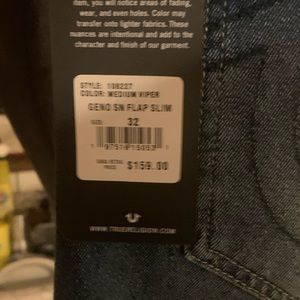 item, you will notice areas of fading,
wear, and even holes. Color may
transfer onto lighter fabrics. These
nuances are intentional and add to the
character and finish of our garment.
STYLE: 108227
COLOR: MEDIUM VIPER
GENO SN FLAP SLIM
SIZE:
32
PRICE:
$159.00
WWW.TRUERELIGION.COM